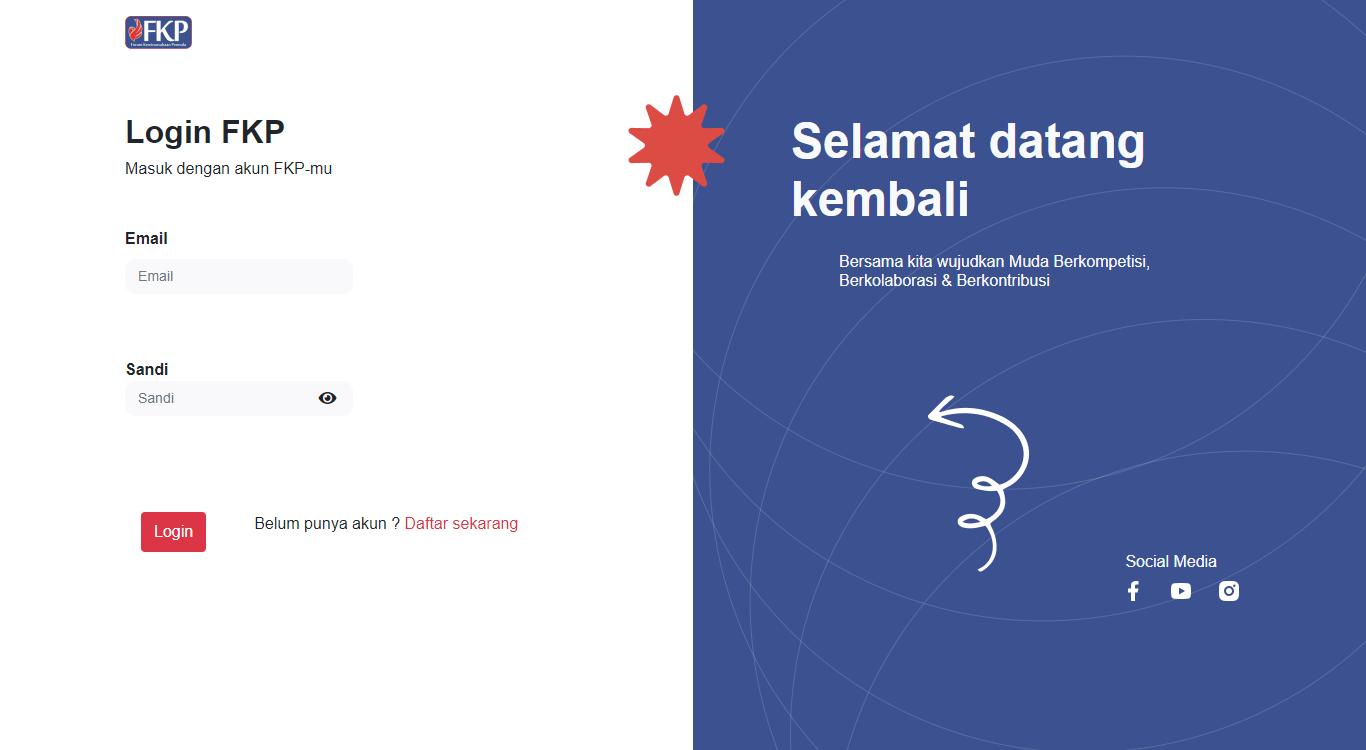 FKP
Forum Kewirausahaan Pemuda
Login FKP
Masuk dengan akun FKP-mu
Email
Email
Sandi
Sandi
Login
Belum punya akun ? Daftar sekarang
Selamat datang
kembali
Bersama kita wujudkan Muda Berkompetisi,
Berkolaborasi & Berkontribusi
Social Media